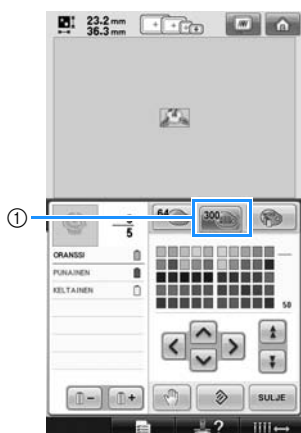 23.2 mm
36.3 mm
①
64
300
5
ORANSSI
PUNAINEN
KELTAINEN
50
SULJE